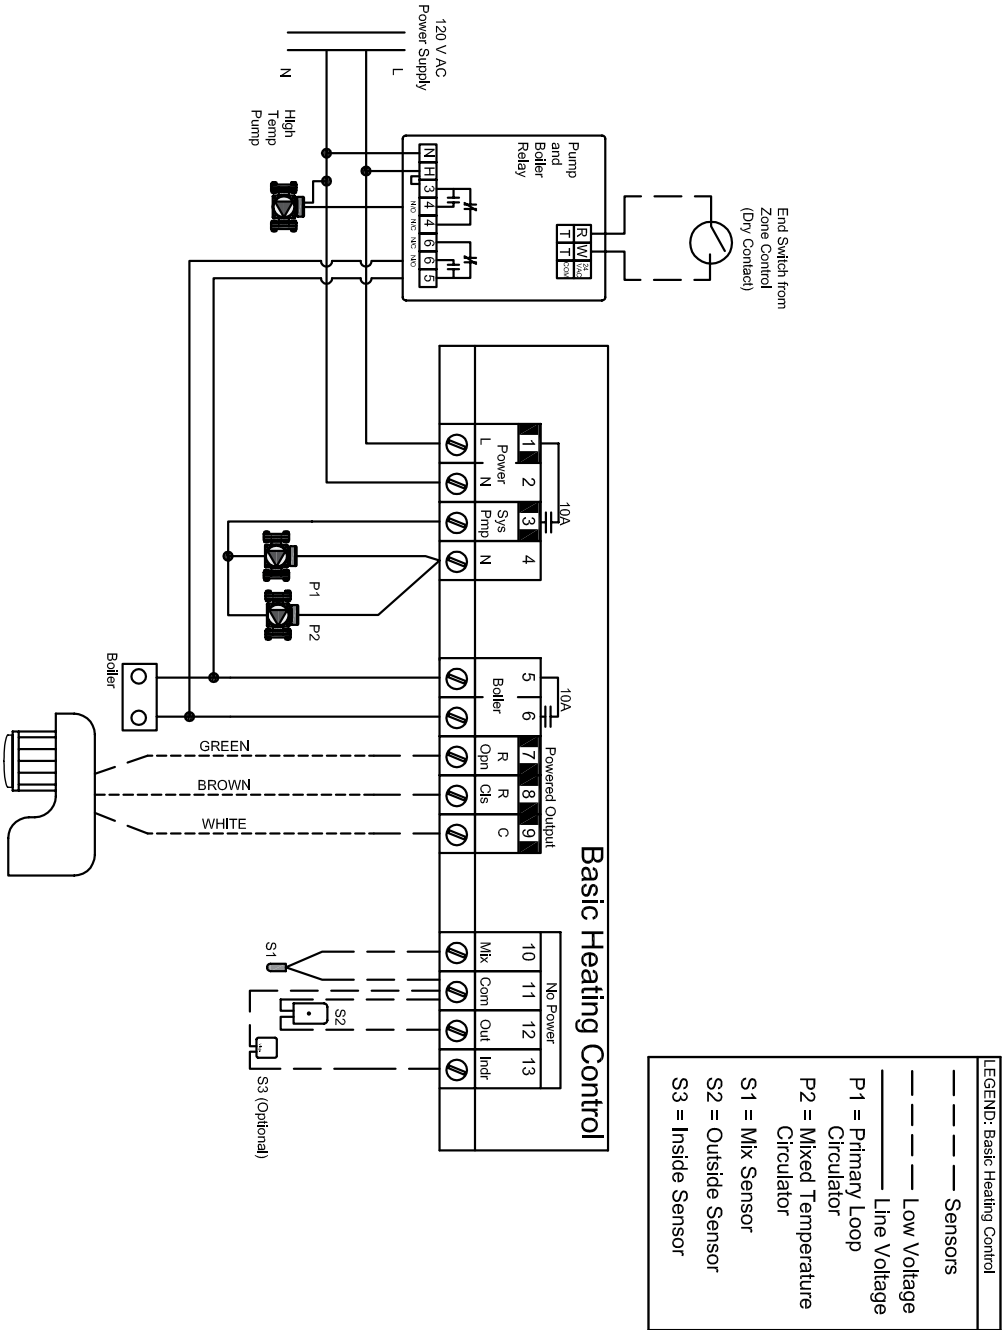 120 V AC
Power Supply
L
N
High
Temp
Pump
Pump
and
Boiler
Relay
N
H
3
4
4
6
6
5
N/O
N/C
N/C
N/O
R
W
24
VAC
T
T
COM
End Switch from
Zone Control
(Dry Contact)
Basic Heating Control
1
2
3
4
10A
L
Power
N
Sys
Pmp
N
P1
P2
5
6
10A
Boiler
Boiler
Powered Output
7
8
9
R
Opn
R
Cls
C
GREEN
BROWN
WHITE
No Power
10
11
12
13
Mix
Com
Out
Indr
S1
S2
S3 (Optional)
LEGEND: Basic Heating Control
Sensors
Low Voltage
Line Voltage
P1 = Primary Loop
Circulator
P2 = Mixed Temperature
Circulator
S1 = Mix Sensor
S2 = Outside Sensor
S3 = Inside Sensor